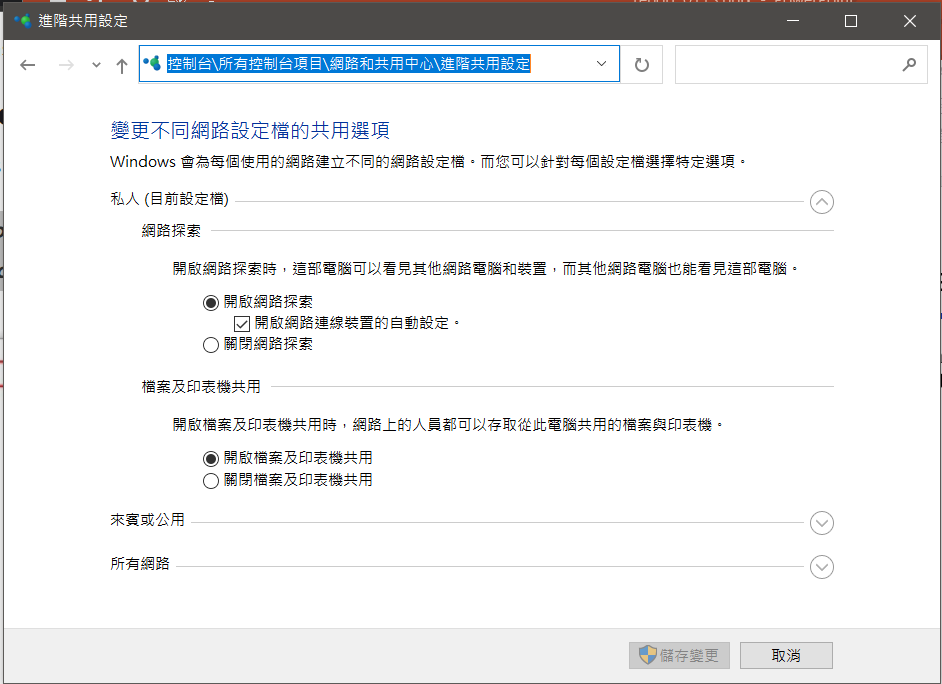 進階共用設定
控制台\所有控制台項目\網路和共用中心\進階共用設定
變更不同網路設定檔的共用選項
Windows 會為每個使用的網路建立不同的網路設定檔。而您可以針對每個設定檔選擇特定選項。
私人 (目前設定檔)
網路探索
開啟網路探索時，這部電腦可以看見其他網路電腦和裝置，而其他網路電腦也能看見這部電腦。
開啟網路探索
開啟網路連線裝置的自動設定。
關閉網路探索
檔案及印表機共用
開啟檔案及印表機共用時，網路上的人員都可以存取從此電腦共用的檔案與印表機。
開啟檔案及印表機共用
關閉檔案及印表機共用
來賓或公用
所有網路
儲存變更
取消